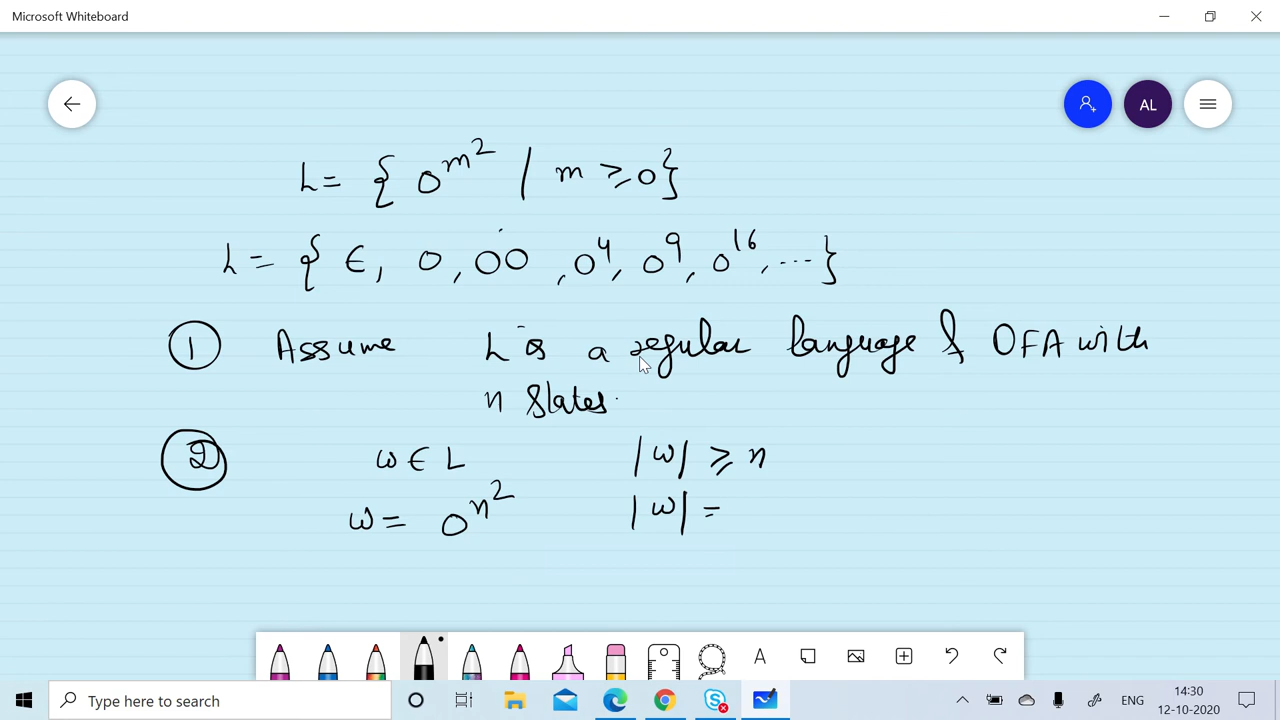 Microsoft Whiteboard
AL
L = { 0^m^2 | m ≥ 0 }
L = { ϵ, 0, 00, 0^4, 0^9, 0^16, ... }
① Assume L is a regular language & DFA with
n states.
② w ∈ L |w| ≥ n
w = 0^n^2 |w| =
A
Type here to search
ENG
14:30
12-10-2020